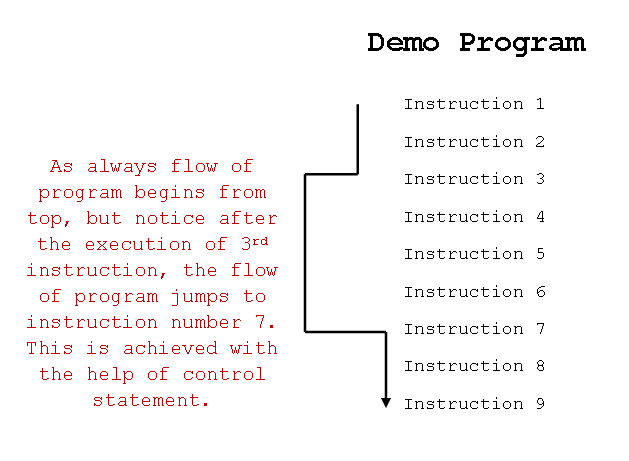 Demo Program
Instruction 1
Instruction 2
Instruction 3
Instruction 4
Instruction 5
Instruction 6
Instruction 7
Instruction 8
Instruction 9
As always flow of
program begins from
top, but notice after
the execution of 3rd
instruction, the flow
of program jumps to
instruction number 7.
This is achieved with
the help of control
statement.